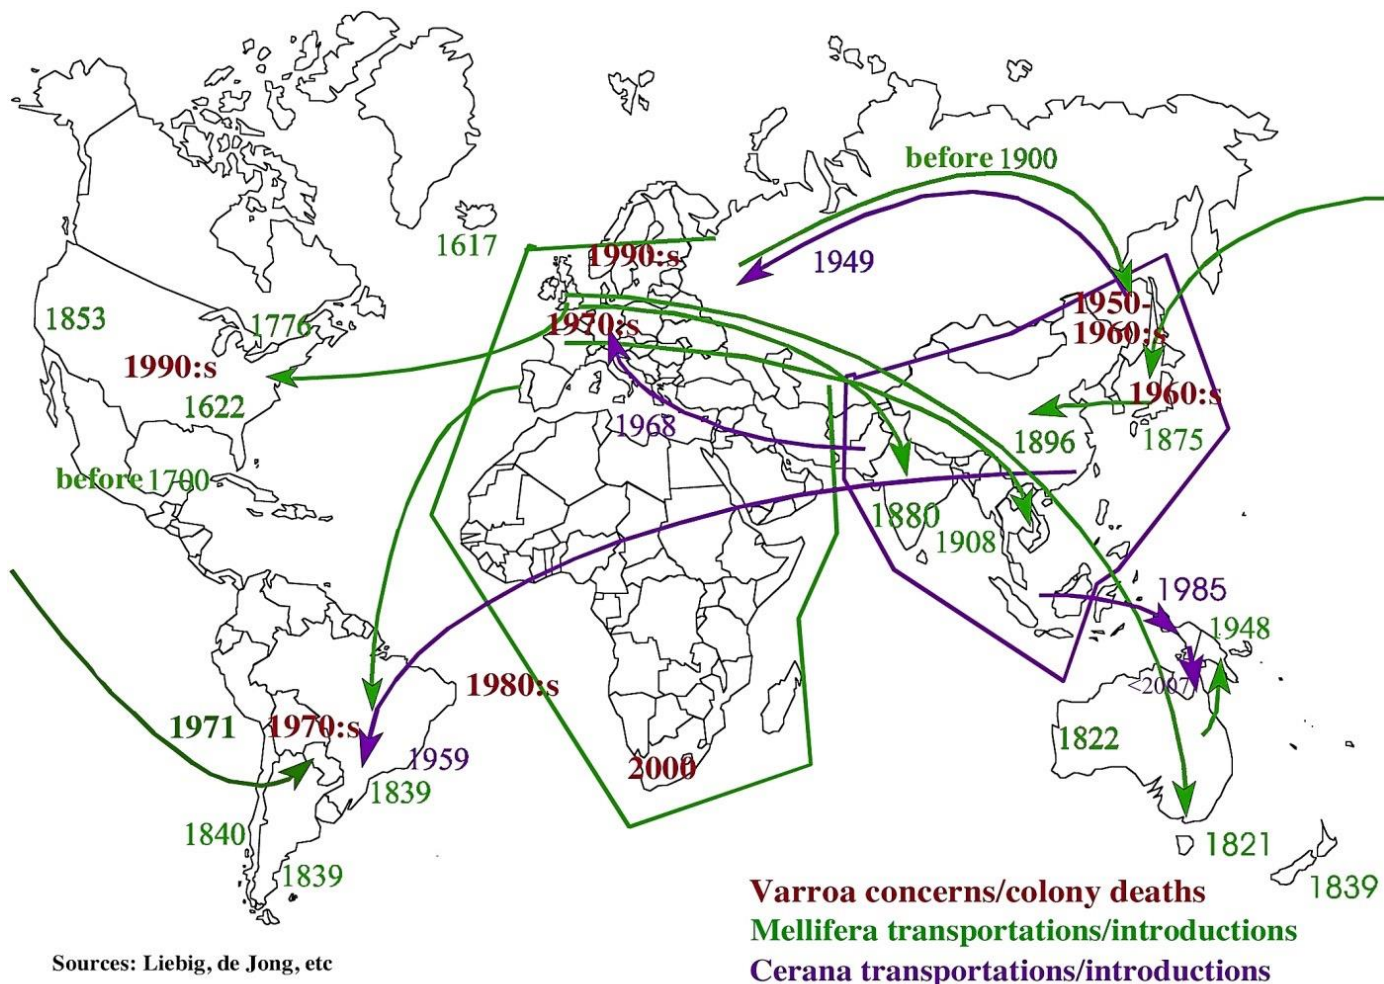 before 1900
1617
1990:s
1949
1853
1776
1950-
1960:s
1970:s
1990:s
1960:s
1622
1968
1896
1875
before 1700
1880
1908
1985
1948
1980:s
<2007
1971
1970:s
1959
2000
1822
1839
1840
1821
1839
1839
Varroa concerns/colony deaths
Mellifera transportations/introductions
Cerana transportations/introductions
Sources: Liebig, de Jong, etc